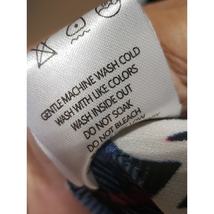 GENTLE MACHINE WASH COLD
WASH WITH LIKE COLORS
WASH INSIDE OUT
DO NOT SOAK
DO NOT BLEACH